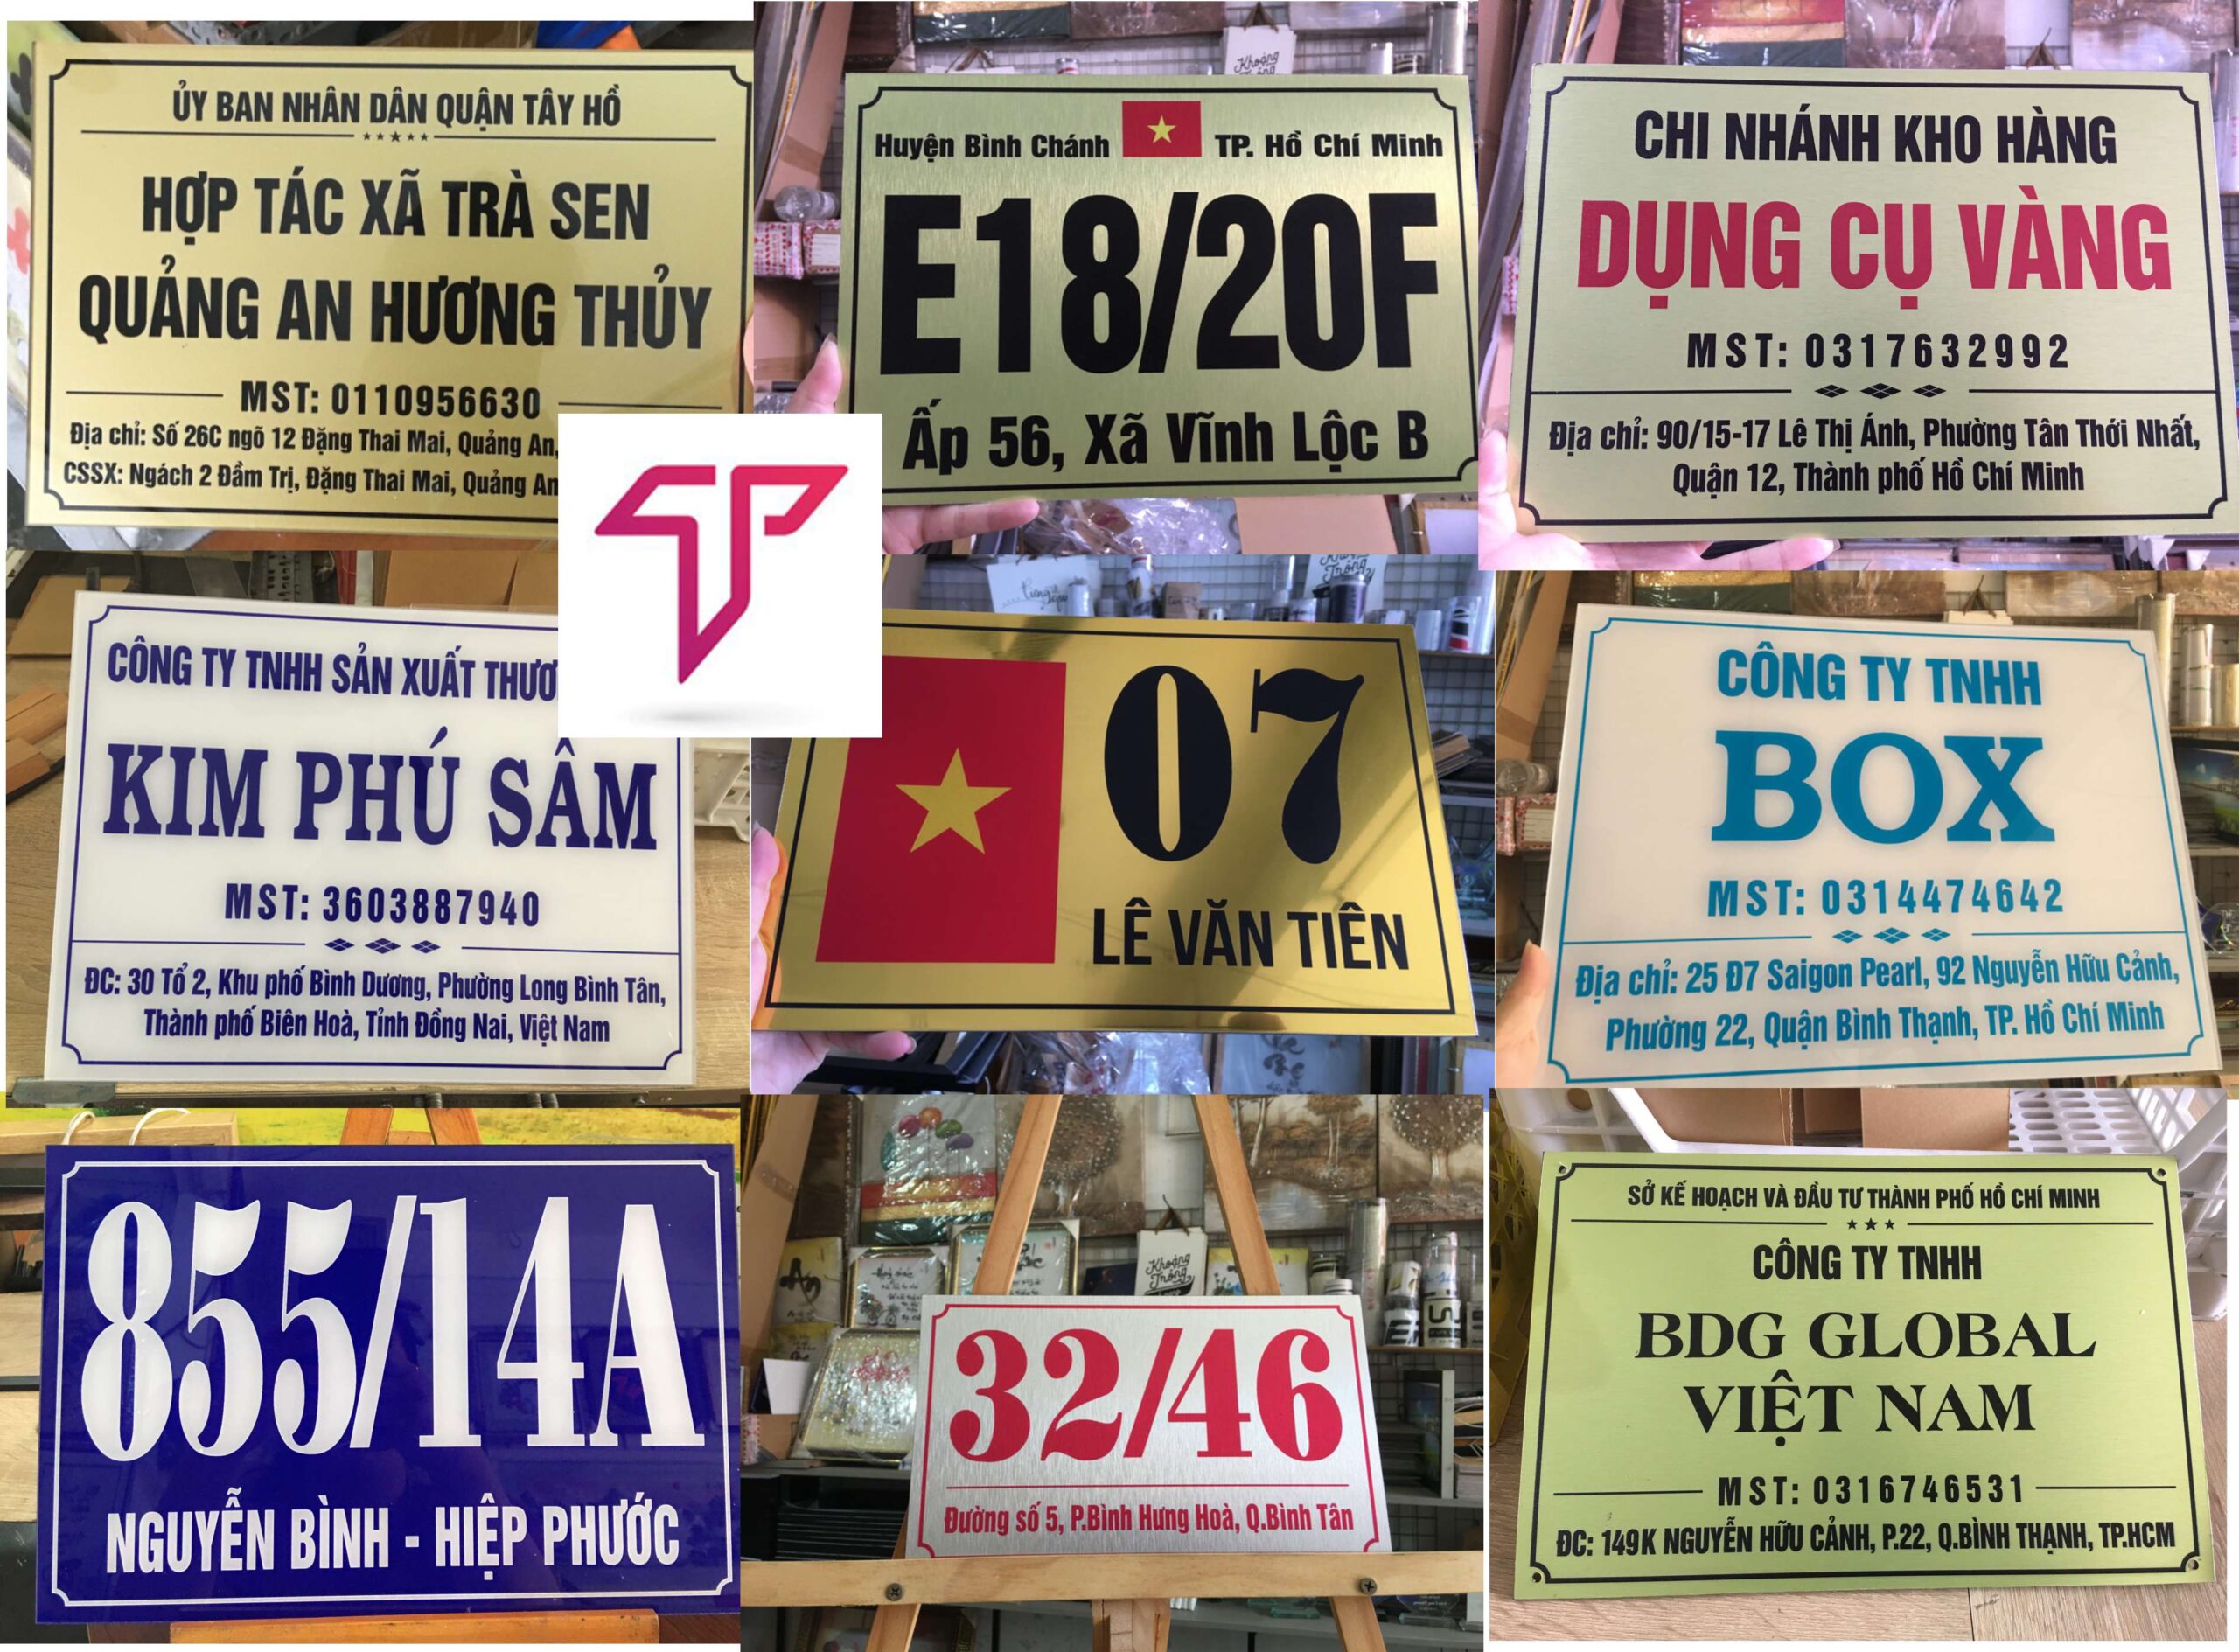 ỦY BAN NHÂN DÂN QUẬN TÂY HỒ
HỢP TÁC XÃ TRÀ SEN
QUẢNG AN HƯƠNG THỦY
MST: 0110956630
Địa chỉ: Số 26C ngõ 12 Đặng Thai Mai, Quảng An,
CSSX: Ngách 2 Đầm Trị, Đặng Thai Mai, Quảng An
Huyện Bình Chánh TP. Hồ Chí Minh
E18/20F
Ấp 56, Xã Vĩnh Lộc B
CHI NHÁNH KHO HÀNG
DỤNG CỤ VÀNG
MST: 0317632992
Địa chỉ: 90/15-17 Lê Thị Ánh, Phường Tân Thới Nhất,
Quận 12, Thành phố Hồ Chí Minh
CÔNG TY TNHH SẢN XUẤT THƯƠ
KIM PHÚ SÂM
MST: 3603887940
ĐC: 30 Tổ 2, Khu phố Bình Dương, Phường Long Bình Tân,
Thành phố Biên Hoà, Tỉnh Đồng Nai, Việt Nam
07
LÊ VĂN TIÊN
CÔNG TY TNHH
BOX
MST: 0314474642
Địa chỉ: 25 Đ7 Saigon Pearl, 92 Nguyễn Hữu Cảnh,
Phường 22, Quận Bình Thạnh, TP. Hồ Chí Minh
855/14A
NGUYỄN BÌNH - HIỆP PHƯỚC
Khoảng
Trống
32/46
Đường số 5, P.Bình Hưng Hoà, Q.Bình Tân
SỞ KẾ HOẠCH VÀ ĐẦU TƯ THÀNH PHỐ HỒ CHÍ MINH
CÔNG TY TNHH
BDG GLOBAL
VIỆT NAM
MST: 0316746531
ĐC: 149K NGUYỄN HỮU CẢNH, P.22, Q.BÌNH THẠNH, TP.HCM